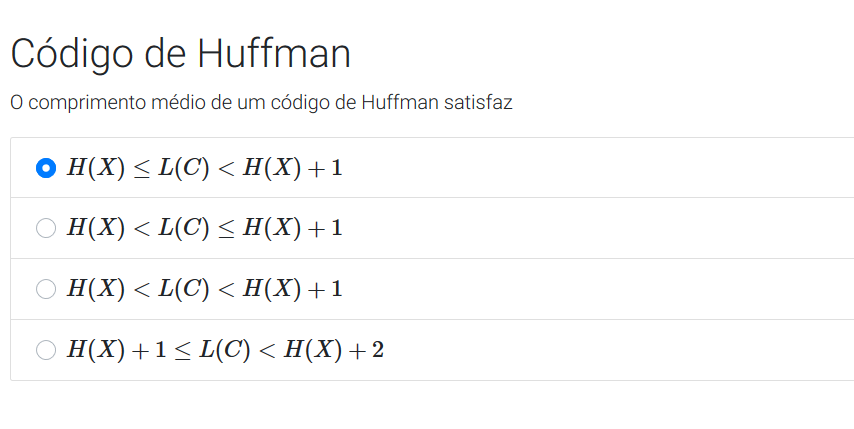 Código de Huffman
O comprimento médio de um código de Huffman satisfaz
H(X) ≤ L(C) < H(X) + 1
H(X) < L(C) ≤ H(X) + 1
H(X) < L(C) < H(X) + 1
H(X) + 1 ≤ L(C) < H(X) + 2